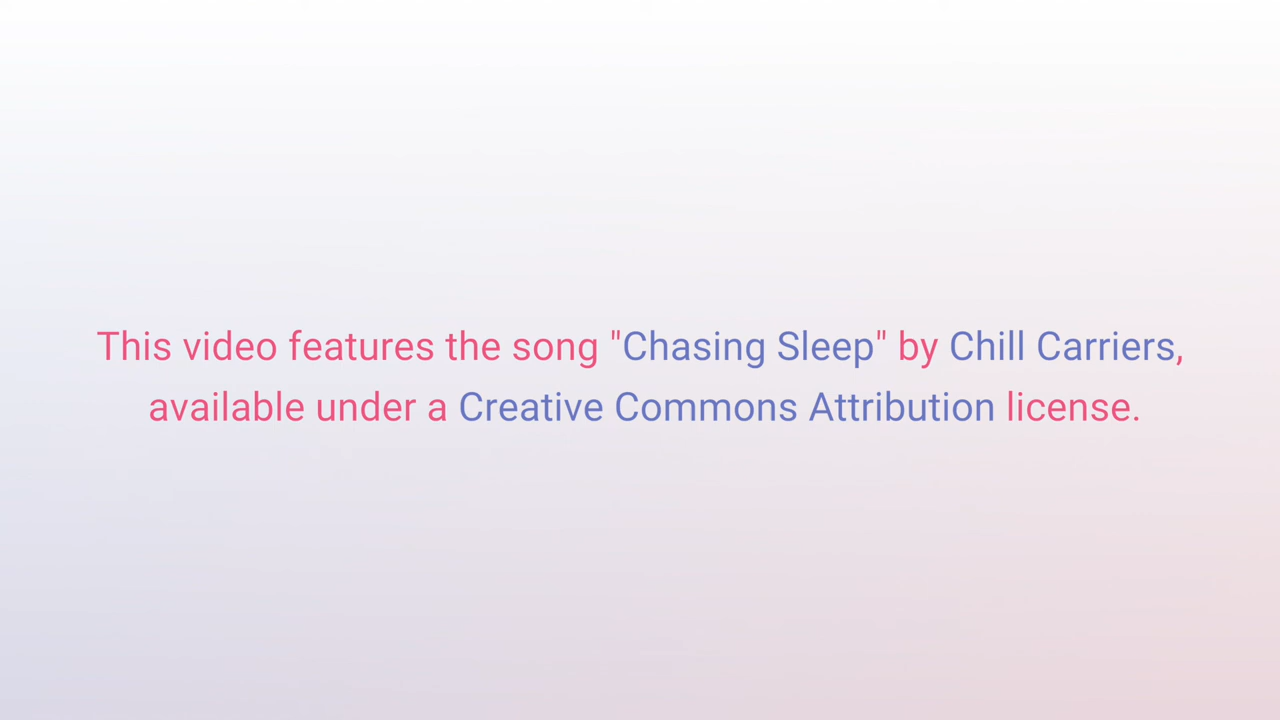 This video features the song "Chasing Sleep" by Chill Carriers,
available under a Creative Commons Attribution license.